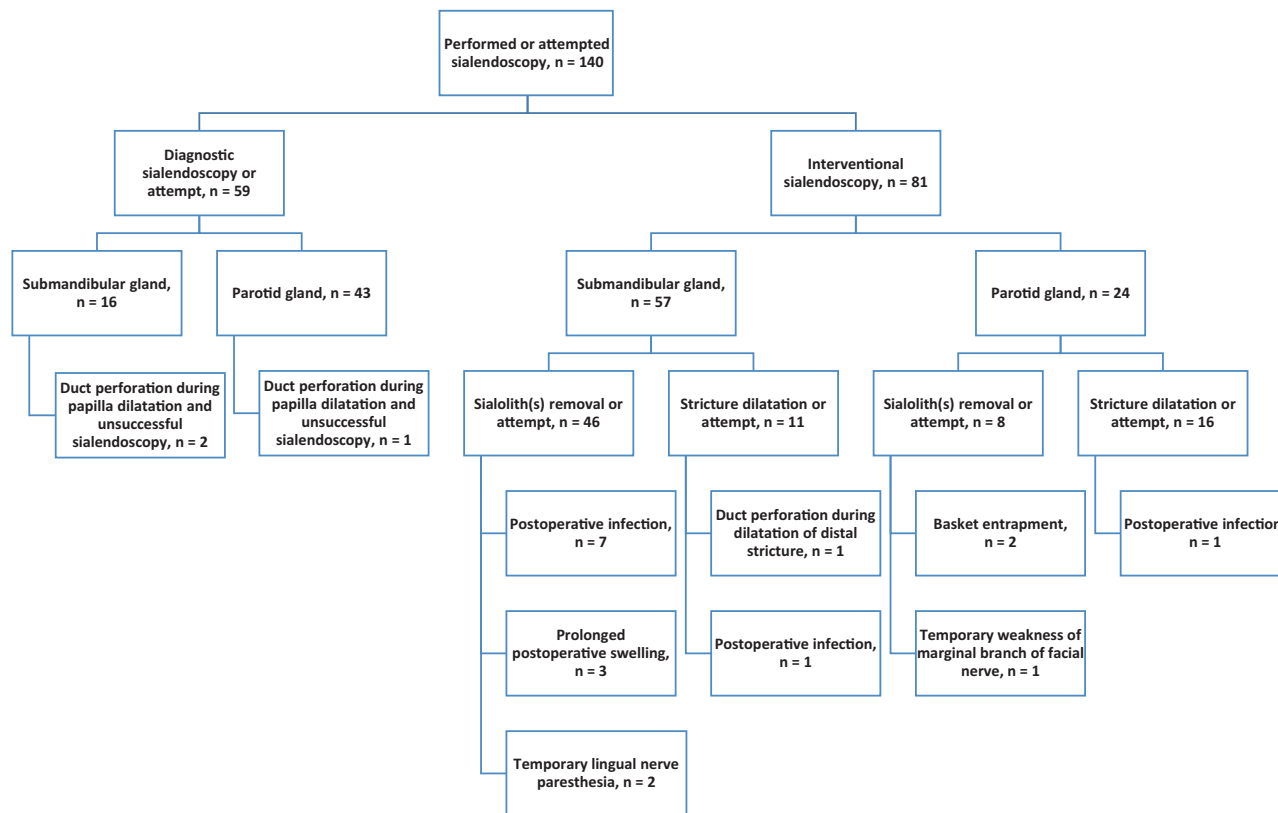 Performed or attempted
sialendoscopy, n = 140
Diagnostic
sialendoscopy or
attempt, n = 59
Interventional
sialendoscopy, n = 81
Submandibular gland,
n = 16
Parotid gland, n = 43
Submandibular gland,
n = 57
Parotid gland, n = 24
Duct perforation during
papilla dilatation and
unsuccessful
sialendoscopy, n = 2
Duct perforation during
papilla dilatation and
unsuccessful
sialendoscopy, n = 1
Sialolith(s) removal or
attempt, n = 46
Stricture dilatation or
attempt, n = 11
Sialolith(s) removal or
attempt, n = 8
Stricture dilatation or
attempt, n = 16
Postoperative infection,
n = 7
Duct perforation during
dilatation of distal
stricture, n = 1
Basket entrapment,
n = 2
Postoperative infection
n = 1
Prolonged
postoperative swelling,
n = 3
Postoperative infection,
n = 1
Temporary weakness of
marginal branch of facial
nerve, n = 1
Temporary lingual nerve
paresthesia, n = 2